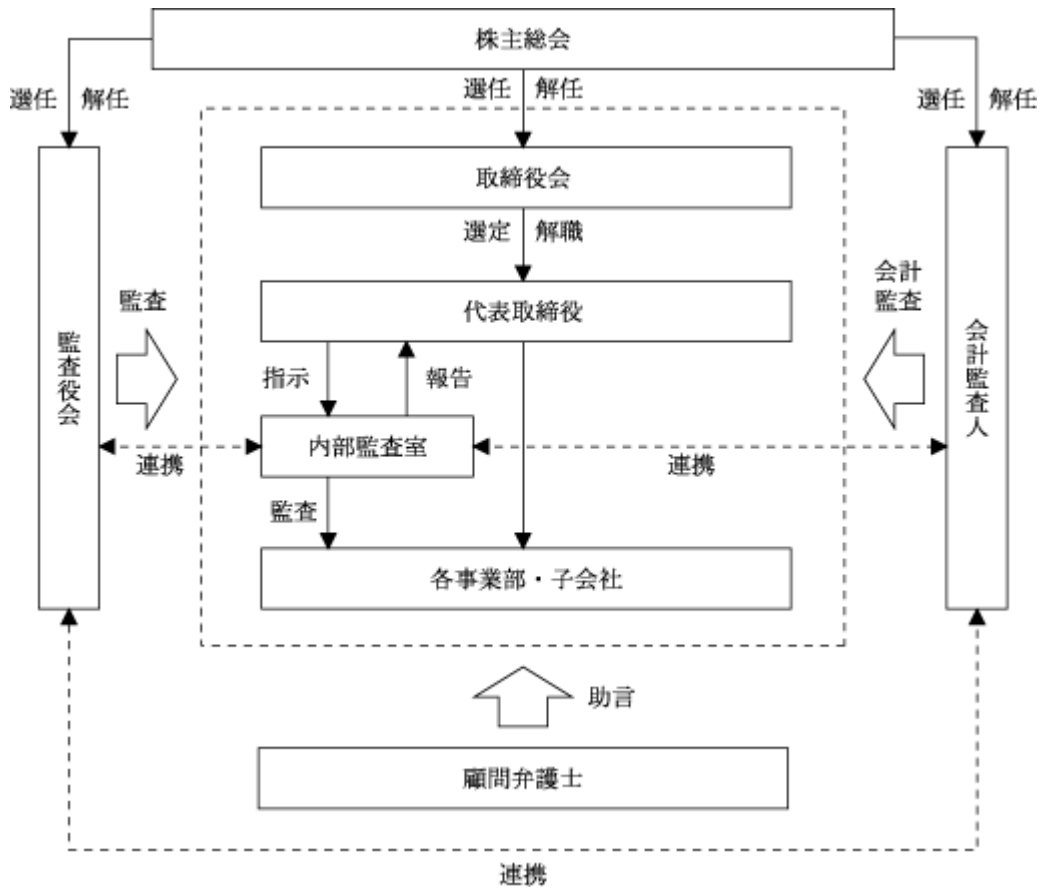 株主総会
選任 解任
選任 解任
選任 解任
取締役会
選定 解職
監査
会計
監査
代表取締役
監査役会
会計監査人
指示
報告
内部監査室
連携
連携
監査
各事業部・子会社
助言
顧問弁護士
連携